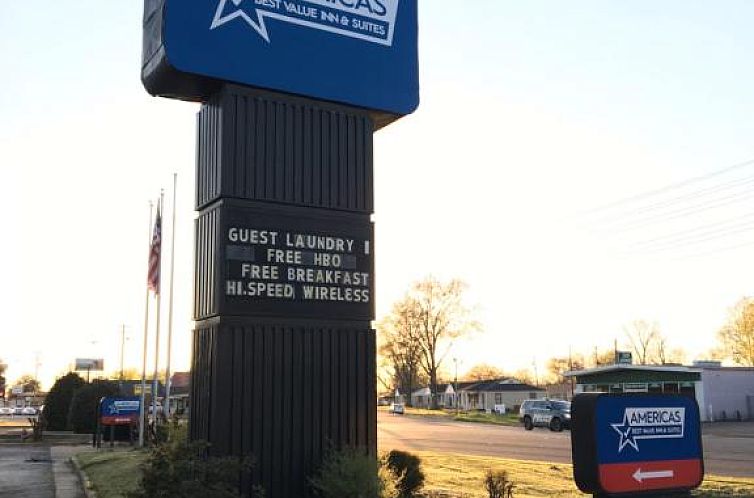 AMERICAS
BEST VALUE INN & SUITES
GUEST LAUNDRY
FREE HBO
FREE BREAKFAST
HI.SPEED WIRELESS
AMERICAS
BEST VALUE INN & SUITES